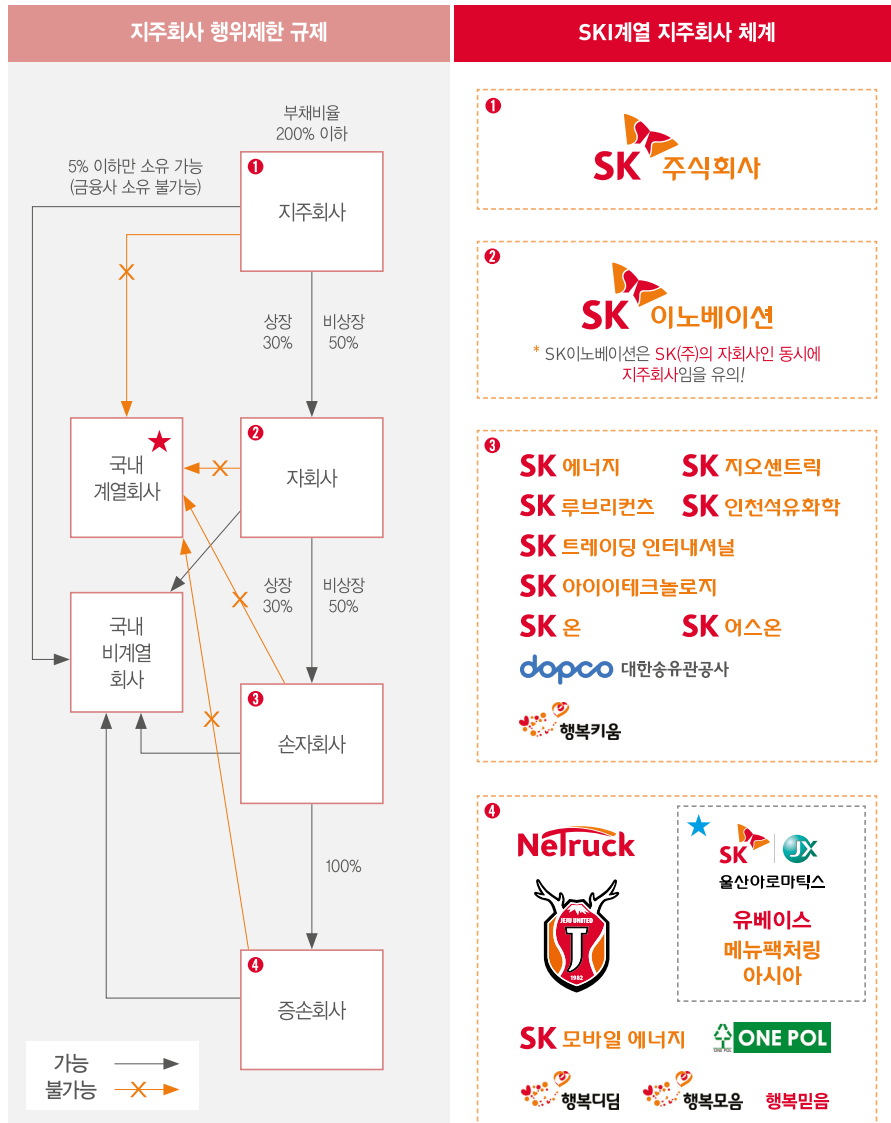 지주회사 행위제한 규제
부채비율
200% 이하
5% 이하만 소유 가능
(금융사 소유 불가능)
❶
지주회사
X
상장
30%
비상장
50%
국내
계열회사
❷
자회사
X
국내
비계열
회사
X
상장
30%
비상장
50%
X
❸
손자회사
100%
❹
증손회사
가능
불가능
X
SKI계열 지주회사 체계
❶
SK 주식회사
❷
SK 이노베이션
* SK이노베이션은 SK(주)의 자회사인 동시에
지주회사임을 유의!
❸
SK 에너지 SK 지오센트릭
SK 루브리컨츠 SK 인천석유화학
SK 트레이딩 인터내셔널
SK 아이이테크놀로지
SK 온 SK 어스온
dopco 대한송유관공사
행복키움
❹
NeTruck
JEJU UNITED
J
1982
SK JX
울산아로마틱스
유베이스
메뉴팩처링
아시아
SK 모바일 에너지
ONE POL ONE POL
행복디딤 행복모음 행복믿음